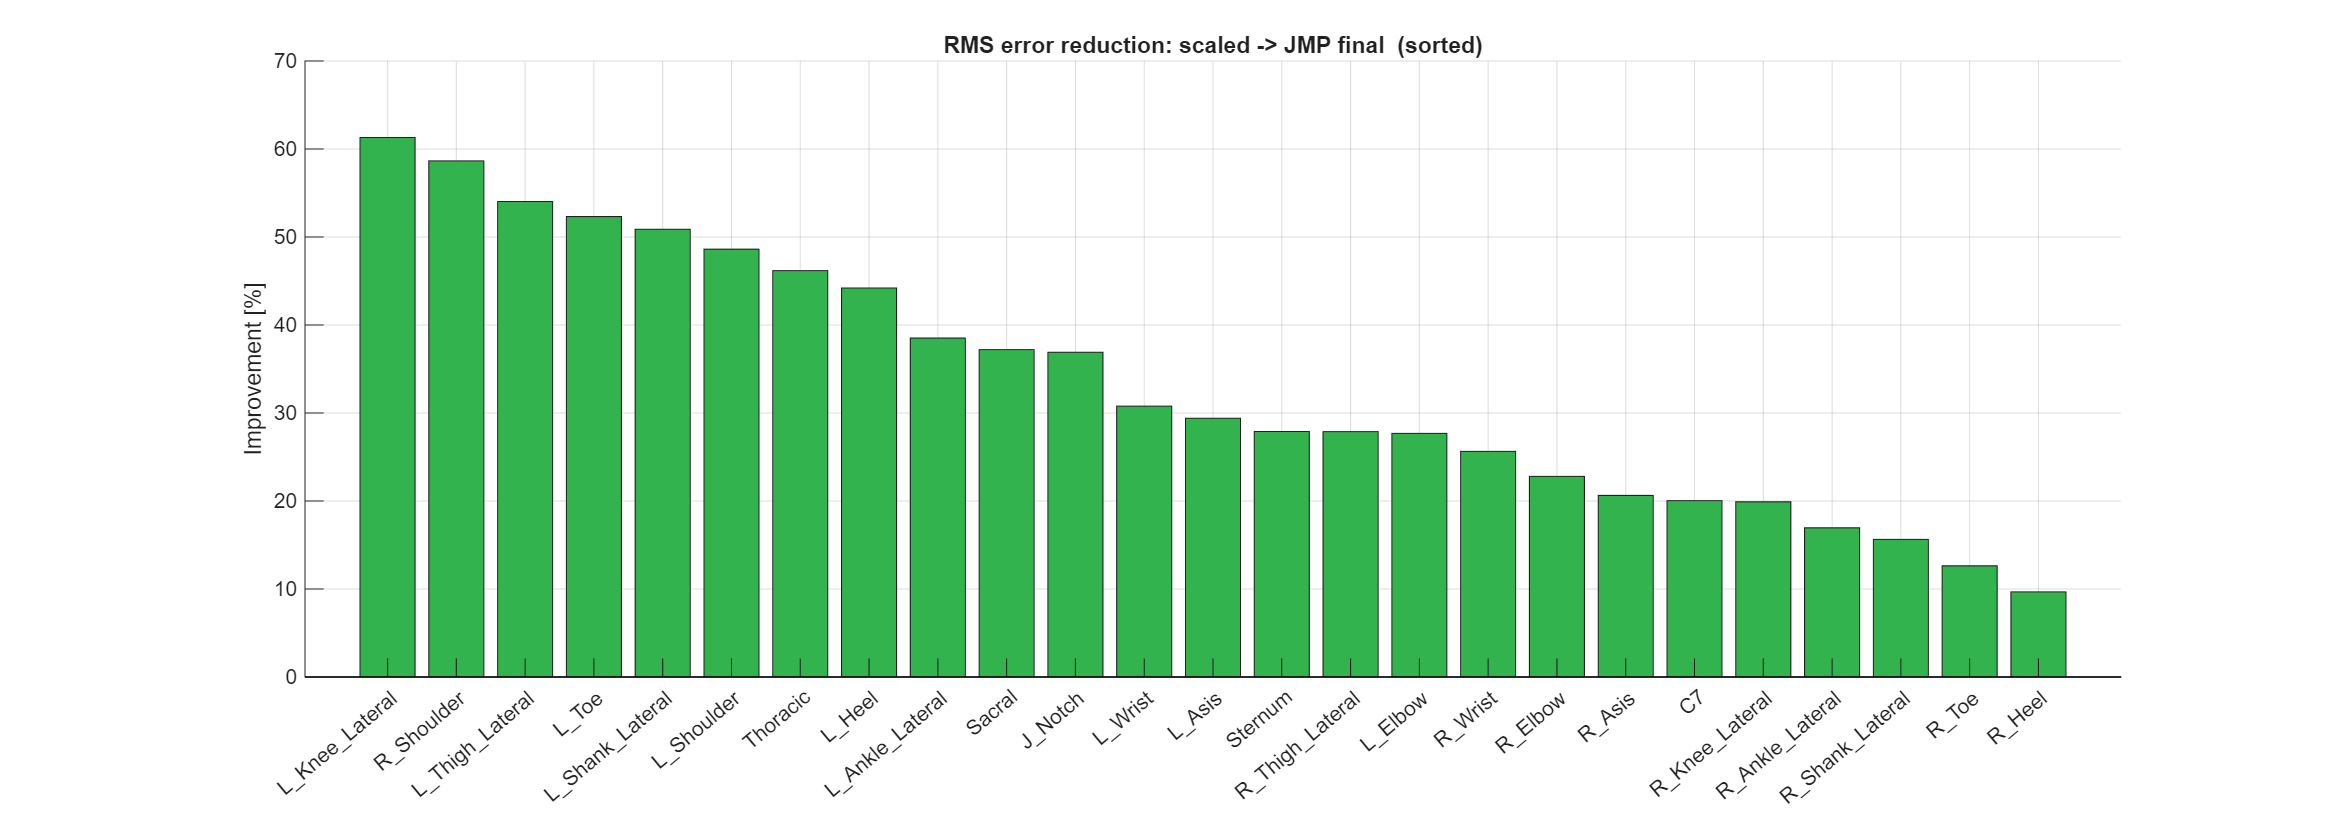 RMS error reduction: scaled -> JMP final  (sorted)
Improvement [%]
70
60
50
40
30
20
10
0
L_Knee_Lateral
R_Shoulder
L_Thigh_Lateral
L_Toe
L_Shank_Lateral
L_Shoulder
Thoracic
L_Heel
L_Ankle_Lateral
Sacral
J_Notch
L_Wrist
L_Asis
Sternum
R_Thigh_Lateral
L_Elbow
R_Wrist
R_Elbow
R_Asis
C7
R_Knee_Lateral
R_Ankle_Lateral
R_Shank_Lateral
R_Toe
R_Heel